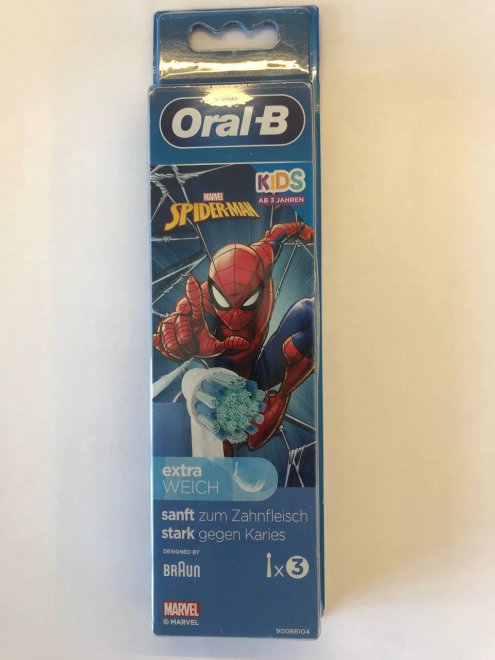 Oral-B
KIDS
AB 3 JAHREN
MARVEL
SPIDER-MAN
extra
WEICH
sanft zum Zahnfleisch
stark gegen Karies
DESIGNED BY
BRAUN
x 3
MARVEL
© MARVEL
90086104